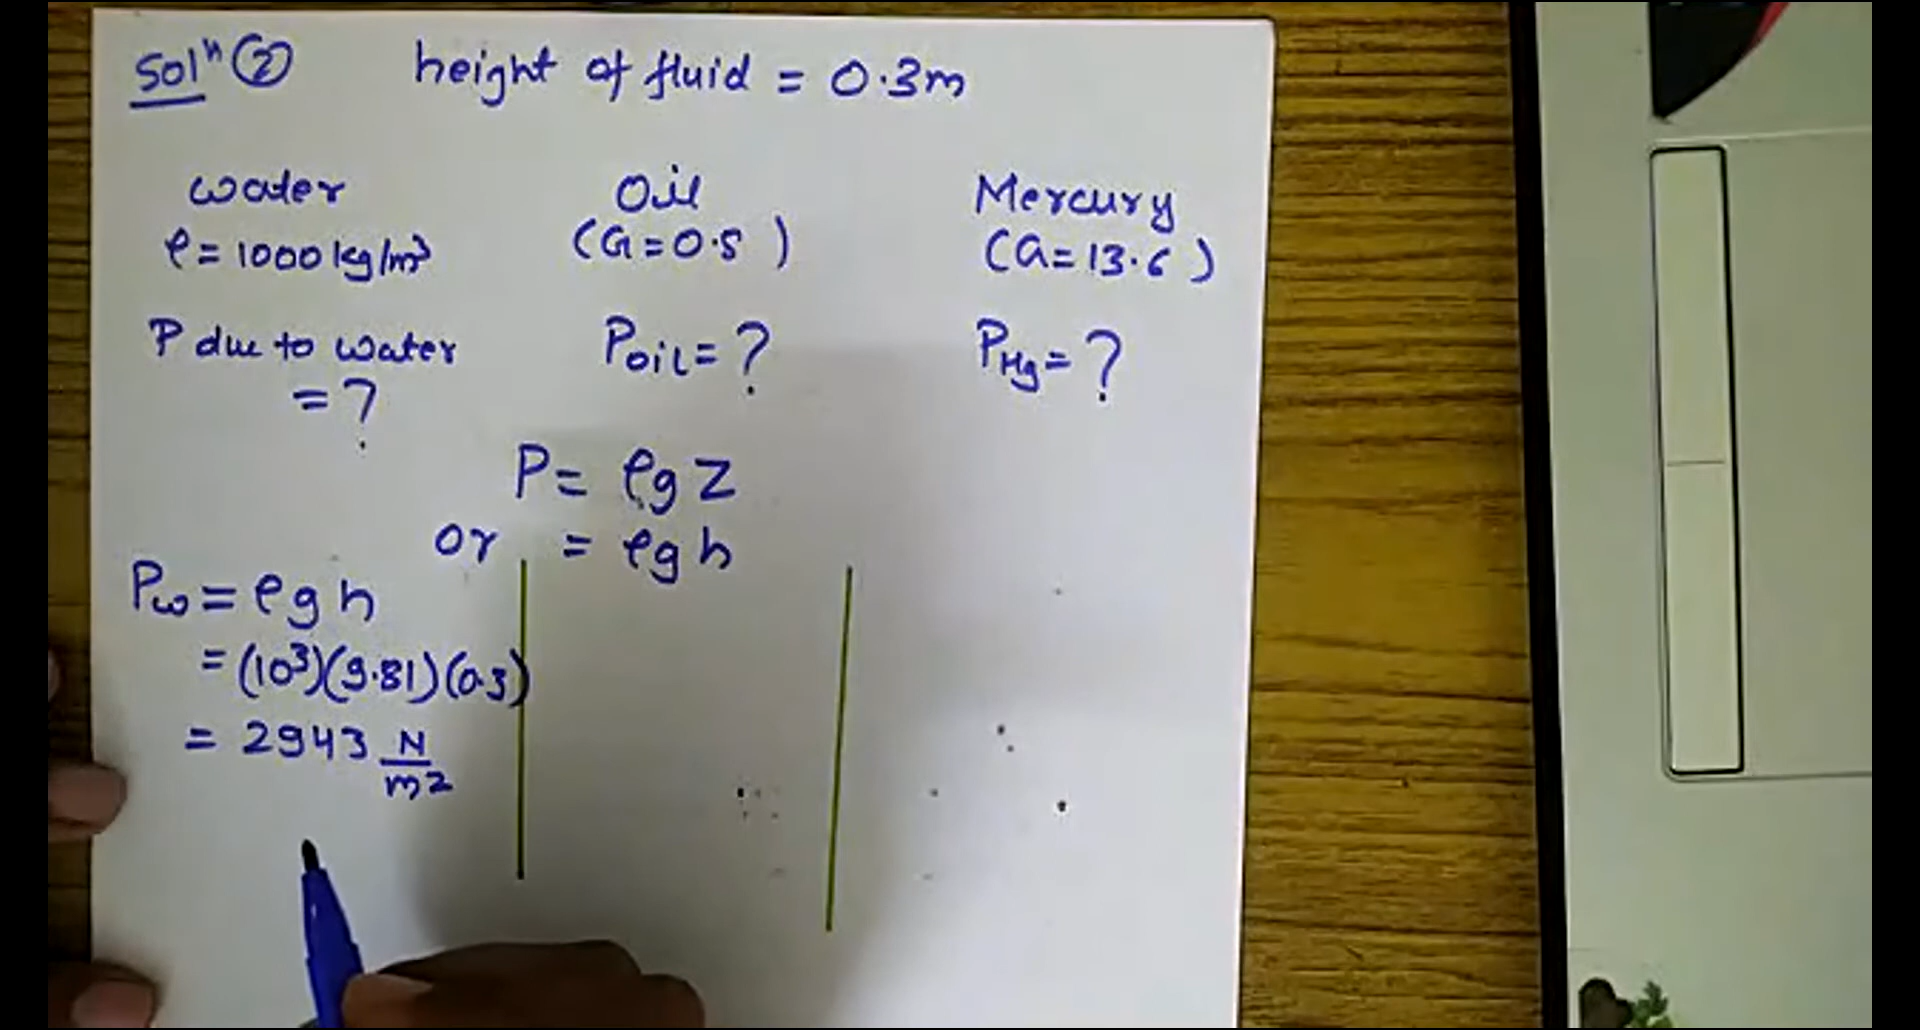 Solⁿ ② height of fluid = 0.3m
water Oil Mercury
ρ = 1000 kg/m³ (G = 0.8) (G = 13.6)
P due to water P_oil = ? P_Hg = ?
= ?
P = ρgz
or = ρgh
P_ω = ρgh
= (10³)(9.81)(0.3)
= 2943 N/m²